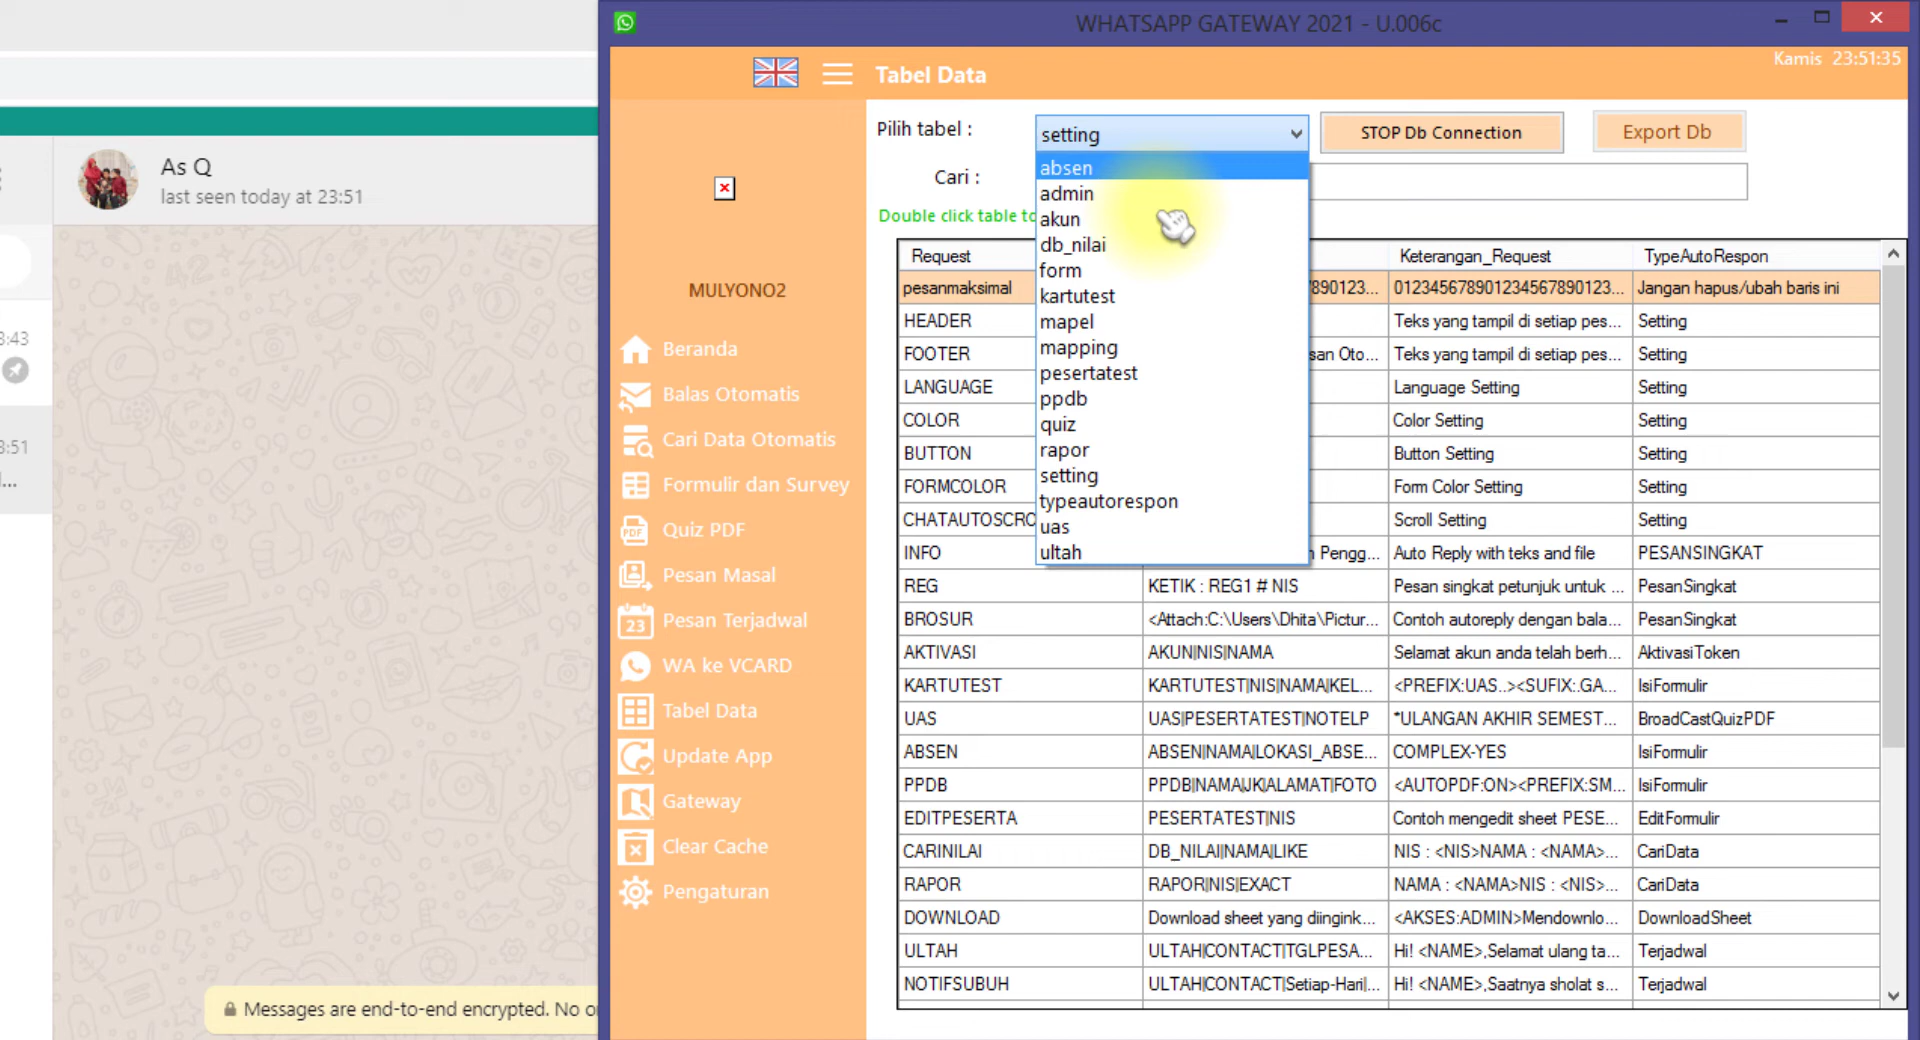 WHATSAPP GATEWAY 2021 - U.006c
Kamis 23:51:35
Tabel Data
As Q
last seen today at 23:51
3:43
3:51
...
Messages are end-to-end encrypted. No o
MULYONO2
Beranda
Balas Otomatis
Cari Data Otomatis
Formulir dan Survey
Quiz PDF
Pesan Masal
23
Pesan Terjadwal
WA ke VCARD
Tabel Data
Update App
Gateway
Clear Cache
Pengaturan
Pilih tabel :
setting
STOP Db Connection
Export Db
Cari :
Double click table to
absen
admin
akun
db_nilai
form
kartutest
mapel
mapping
pesertatest
ppdb
quiz
rapor
setting
typeautorespon
uas
ultah
Request Keterangan_Request TypeAutoRespon
pesanmaksimal 890123... 012345678901234567890123... Jangan hapus/ubah baris ini
HEADER Teks yang tampil di setiap pes... Setting
FOOTER san Oto... Teks yang tampil di setiap pes... Setting
LANGUAGE Language Setting Setting
COLOR Color Setting Setting
BUTTON Button Setting Setting
FORMCOLOR Form Color Setting Setting
CHATAUTOSCRO Scroll Setting Setting
INFO Pengg... Auto Reply with teks and file PESANSINGKAT
REG KETIK : REG1 # NIS Pesan singkat petunjuk untuk ... PesanSingkat
BROSUR <Attach:C:\Users\Dhita\Pictur... Contoh autoreply dengan bala... PesanSingkat
AKTIVASI AKUN|NIS|NAMA Selamat akun anda telah berh... AktivasiToken
KARTUTEST KARTUTEST|NIS|NAMA|KEL... <PREFIX:UAS..><SUFIX:.GA... IsiFormulir
UAS UAS|PESERTATEST|NOTELP *ULANGAN AKHIR SEMEST... BroadCastQuizPDF
ABSEN ABSEN|NAMA|LOKASI_ABSE... COMPLEX-YES IsiFormulir
PPDB PPDB|NAMA|JK|ALAMAT|FOTO <AUTOPDF:ON><PREFIX:SM... IsiFormulir
EDITPESERTA PESERTATEST|NIS Contoh mengedit sheet PESE... EditFormulir
CARINILAI DB_NILAI|NAMA|LIKE NIS : <NIS>NAMA : <NAMA>... CariData
RAPOR RAPOR|NIS|EXACT NAMA : <NAMA>NIS : <NIS>... CariData
DOWNLOAD Download sheet yang diingink... <AKSES:ADMIN>Mendownlo... DownloadSheet
ULTAH ULTAH|CONTACT|TGLPESA... Hi! <NAME>,Selamat ulang ta... Terjadwal
NOTIFSUBUH ULTAH|CONTACT|Setiap-Hari|... Hi! <NAME>,Saatnya sholat s... Terjadwal